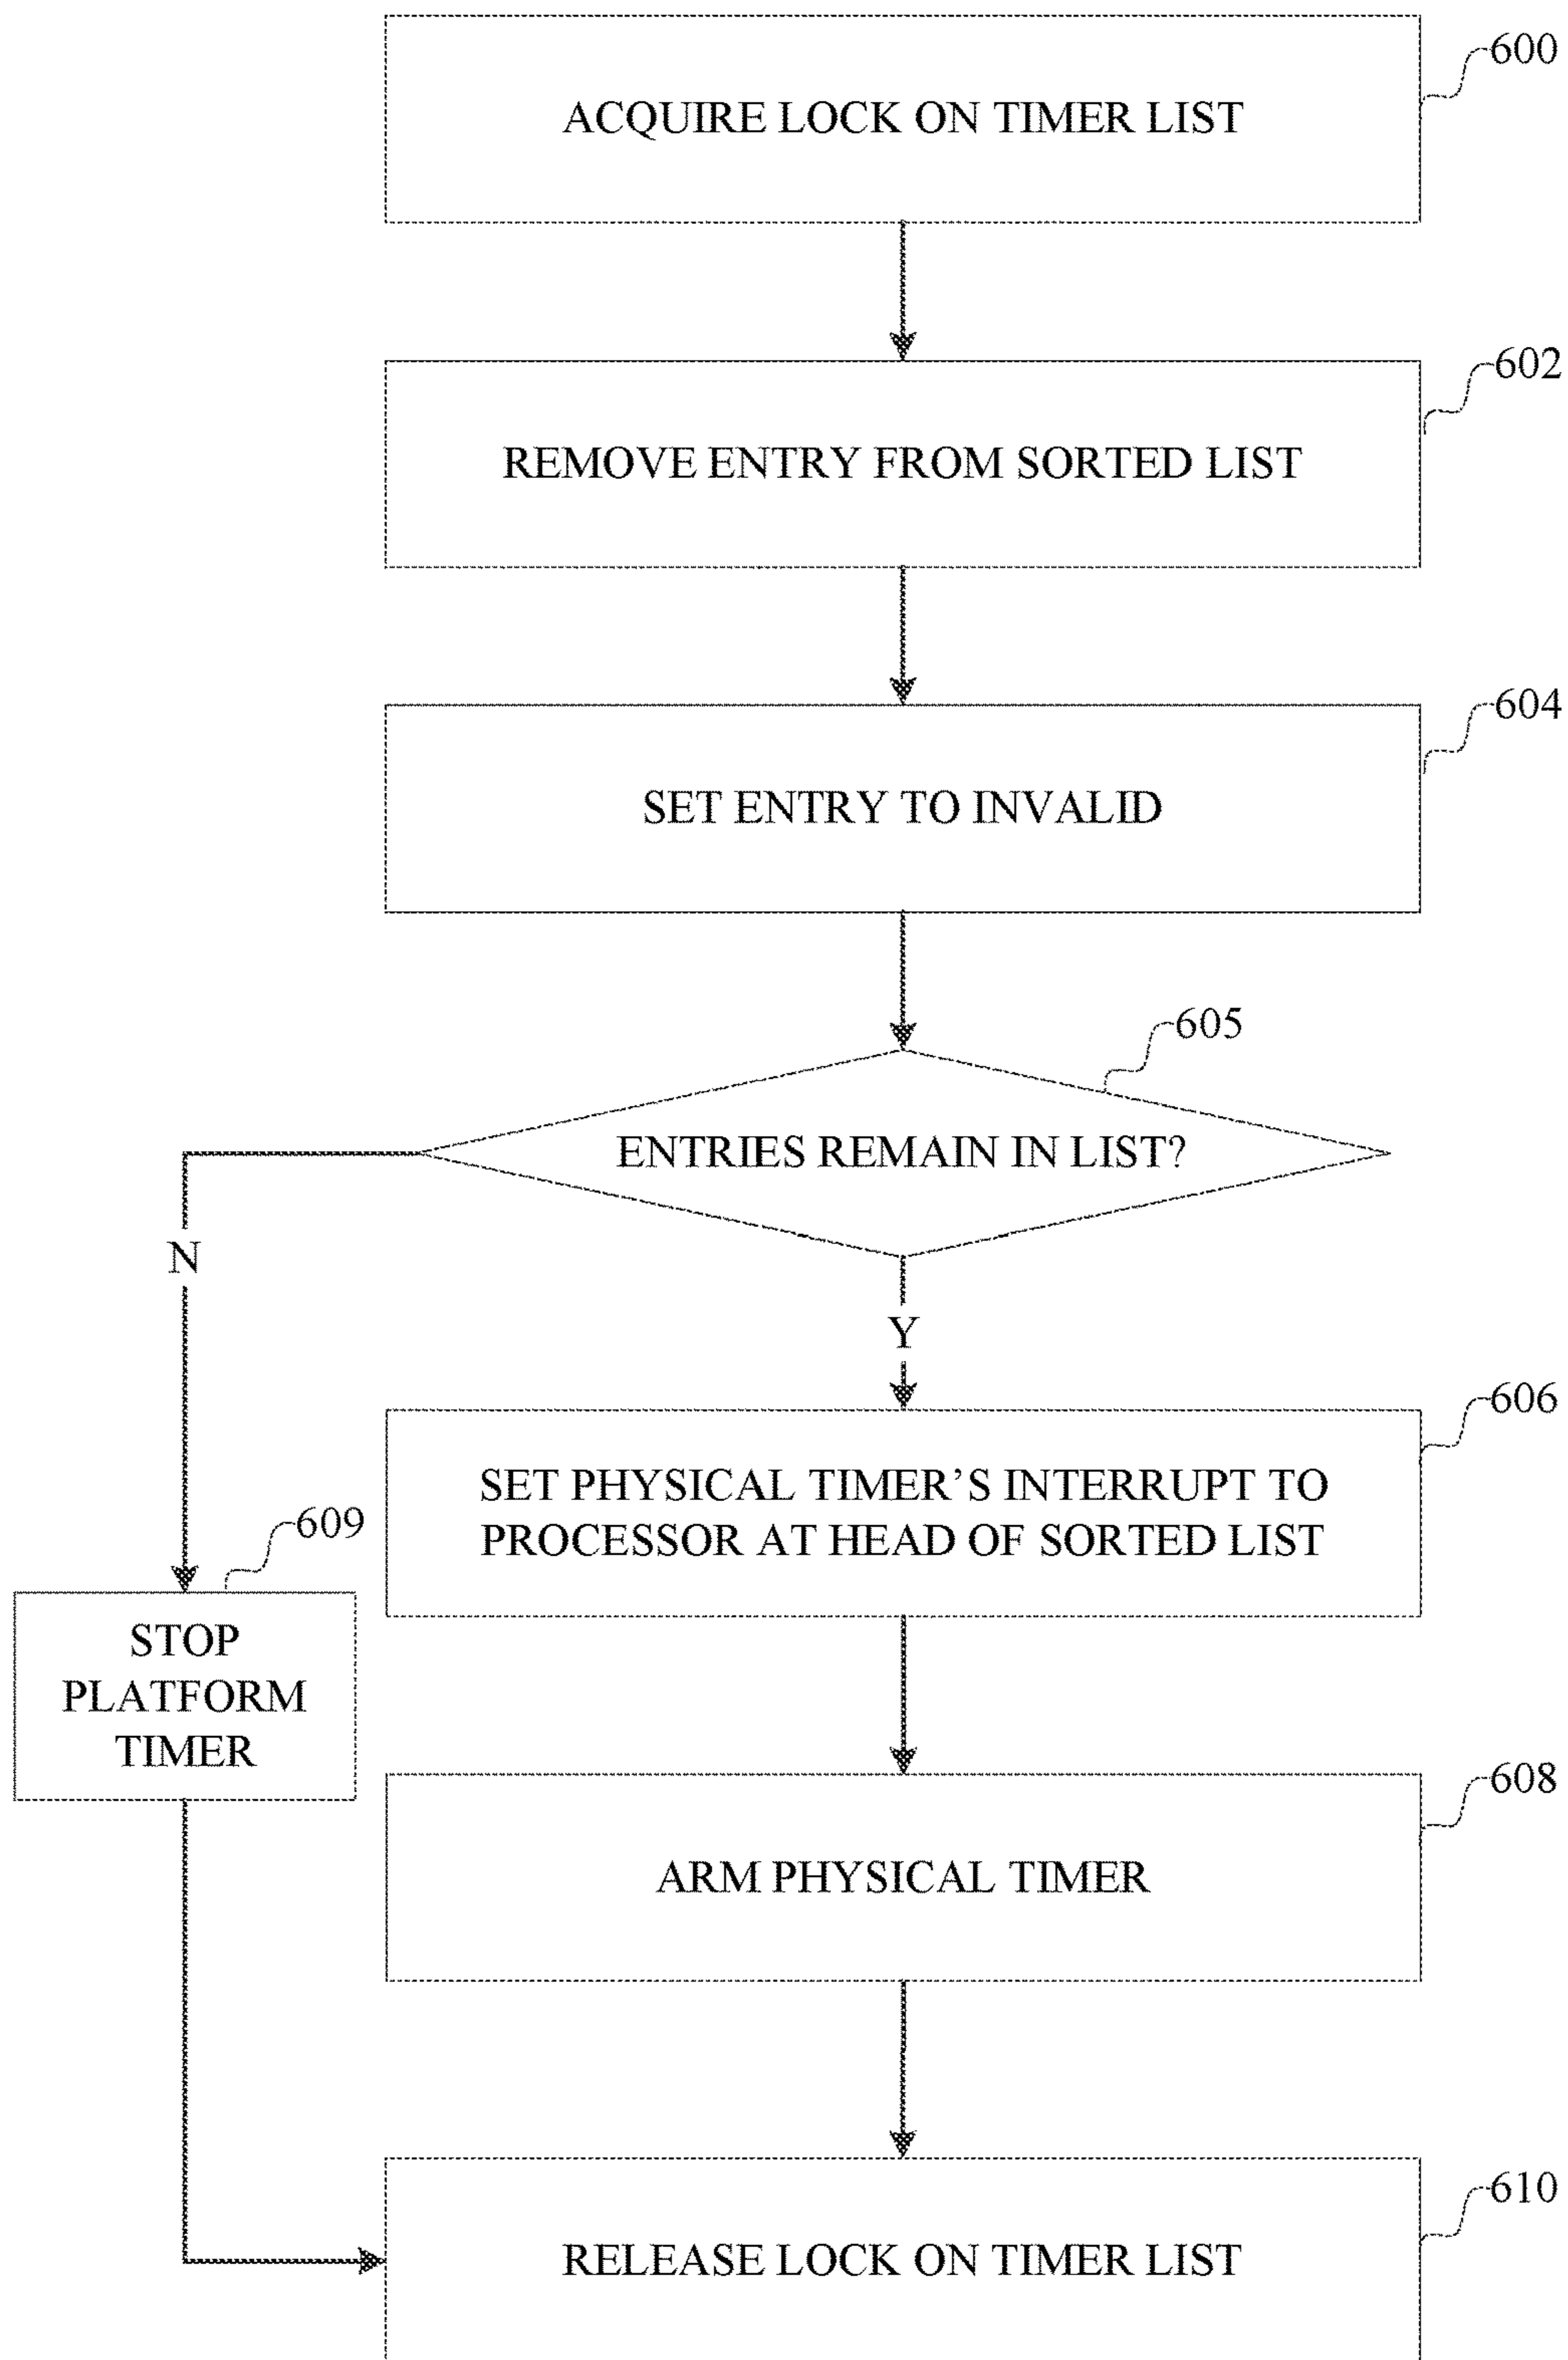 600
ACQUIRE LOCK ON TIMER LIST
602
REMOVE ENTRY FROM SORTED LIST
604
SET ENTRY TO INVALID
605
ENTRIES REMAIN IN LIST?
N
Y
606
SET PHYSICAL TIMER’S INTERRUPT TO
PROCESSOR AT HEAD OF SORTED LIST
609
STOP
PLATFORM
TIMER
608
ARM PHYSICAL TIMER
610
RELEASE LOCK ON TIMER LIST